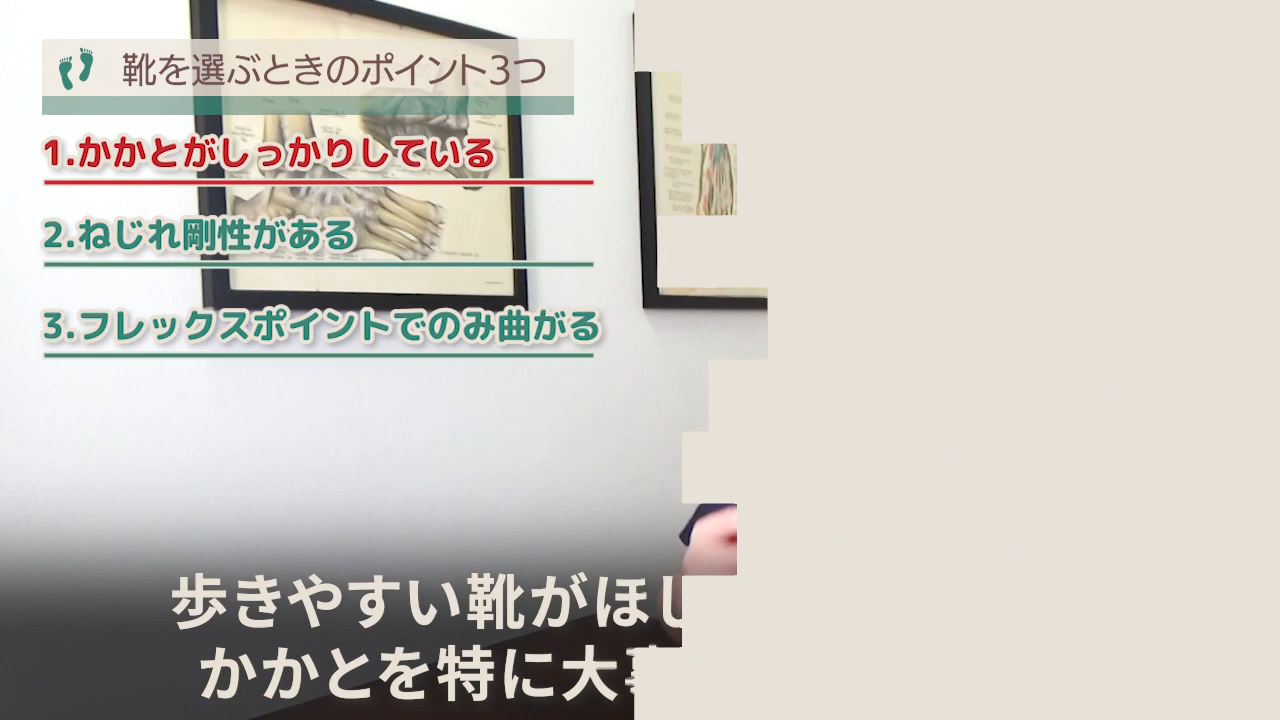 靴を選ぶときのポイント3つ
1.かかとがしっかりしている
2.ねじれ剛性がある
3.フレックスポイントでのみ曲がる
歩きやすい靴がほし
かかとを特に大